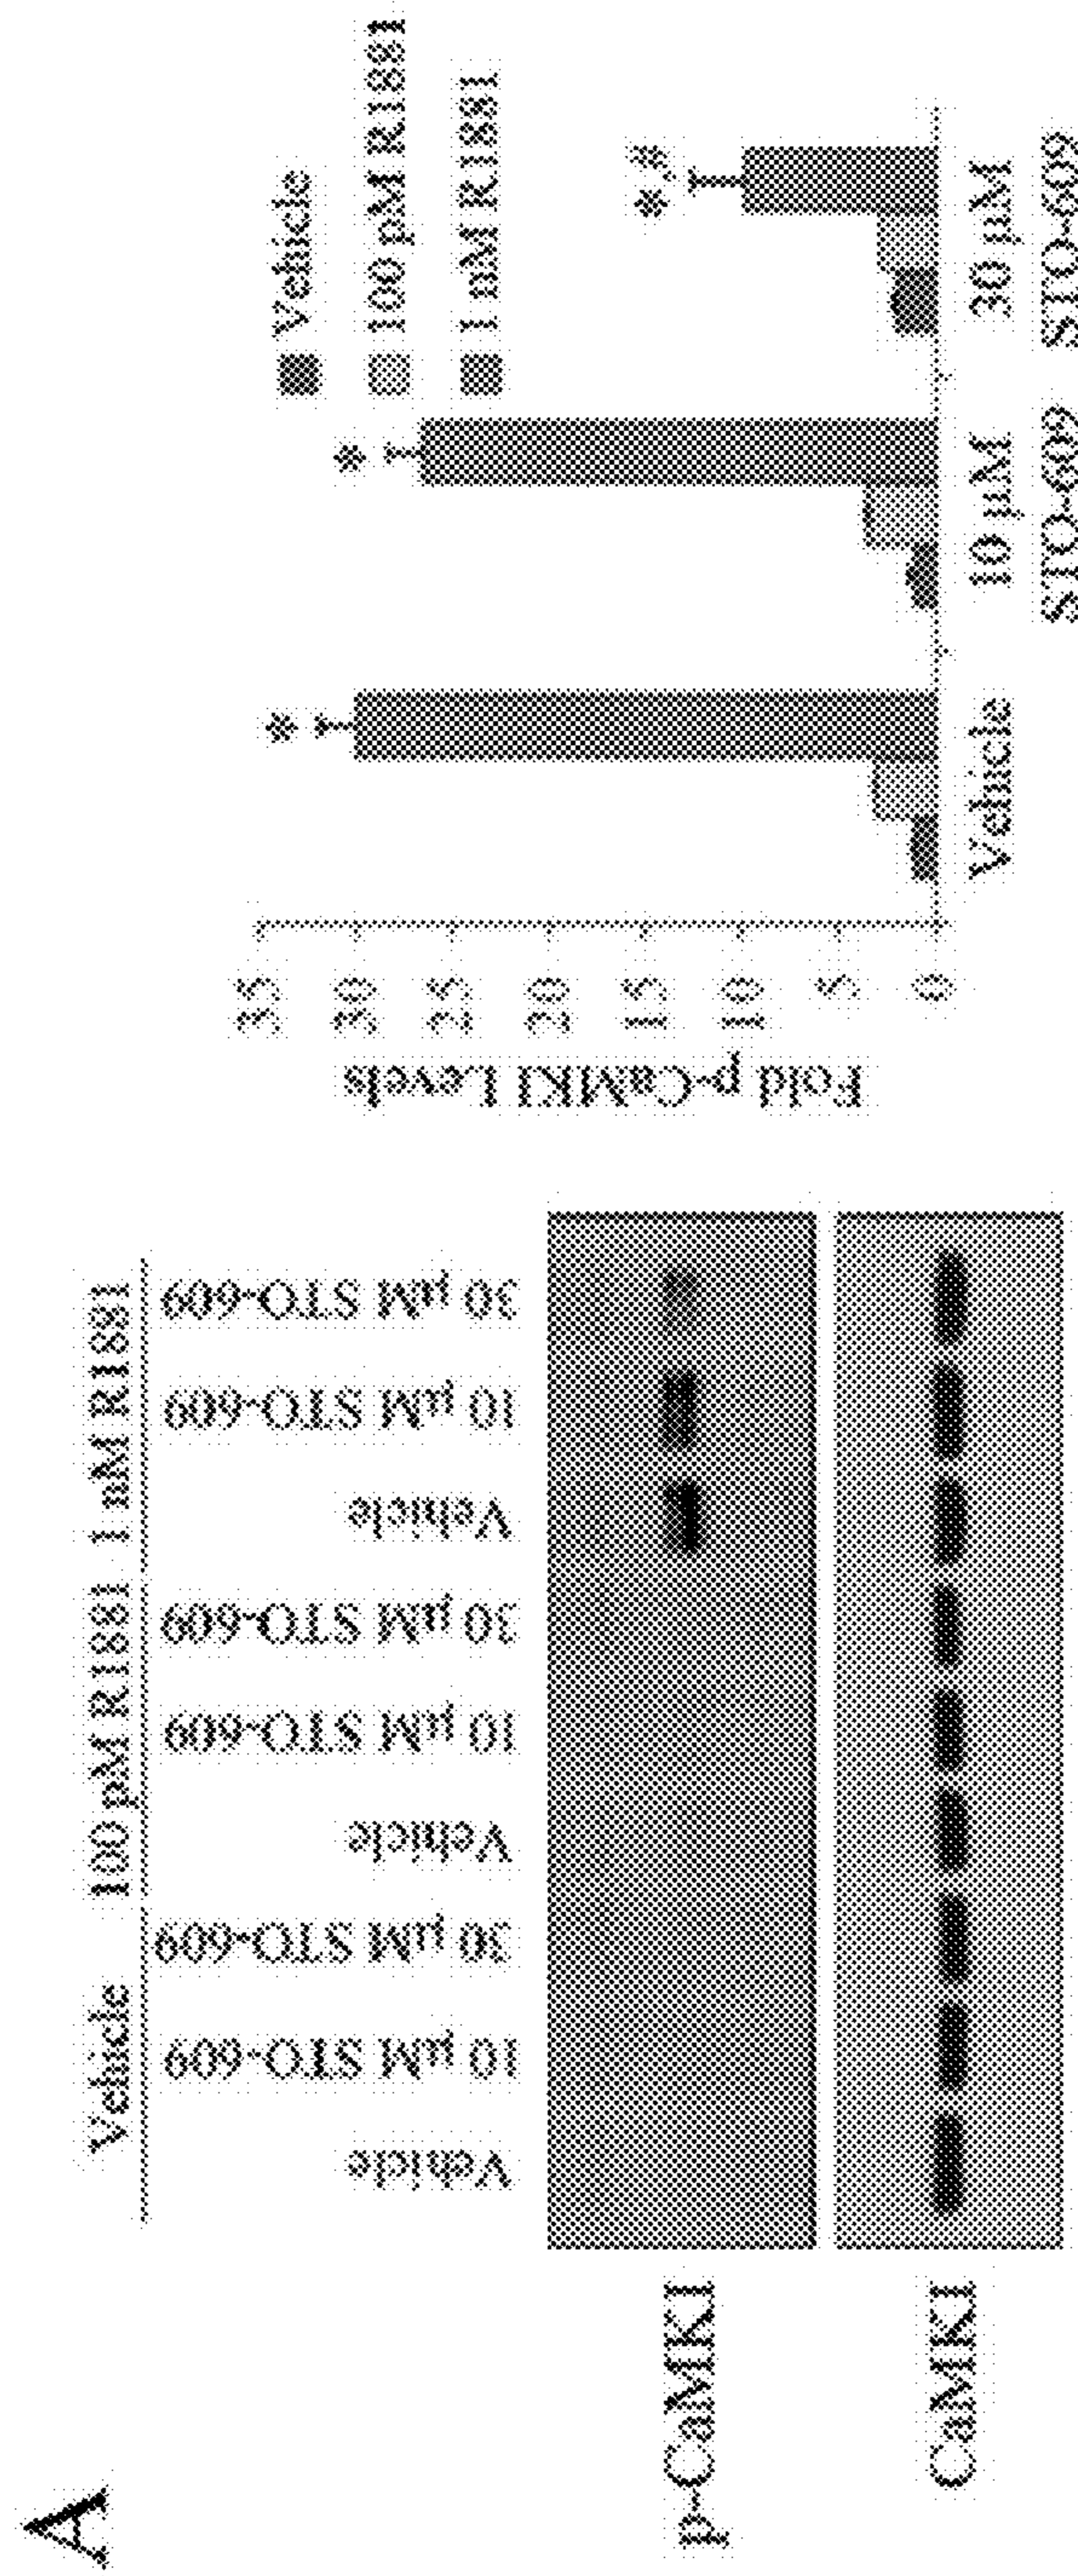 A
Vehicle 100 pM R1881 1 nM R1881
Vehicle
10 µM STO-609
30 µM STO-609
Vehicle
10 µM STO-609
30 µM STO-609
Vehicle
10 µM STO-609
30 µM STO-609
p-CaMKI
CaMKI
Fold p-CaMKI Levels
35
30
25
20
15
10
5
0
Vehicle
100 pM R1881
1 nM R1881
*
*
*,#
Vehicle
10 µM
STO-609
30 µM
STO-609